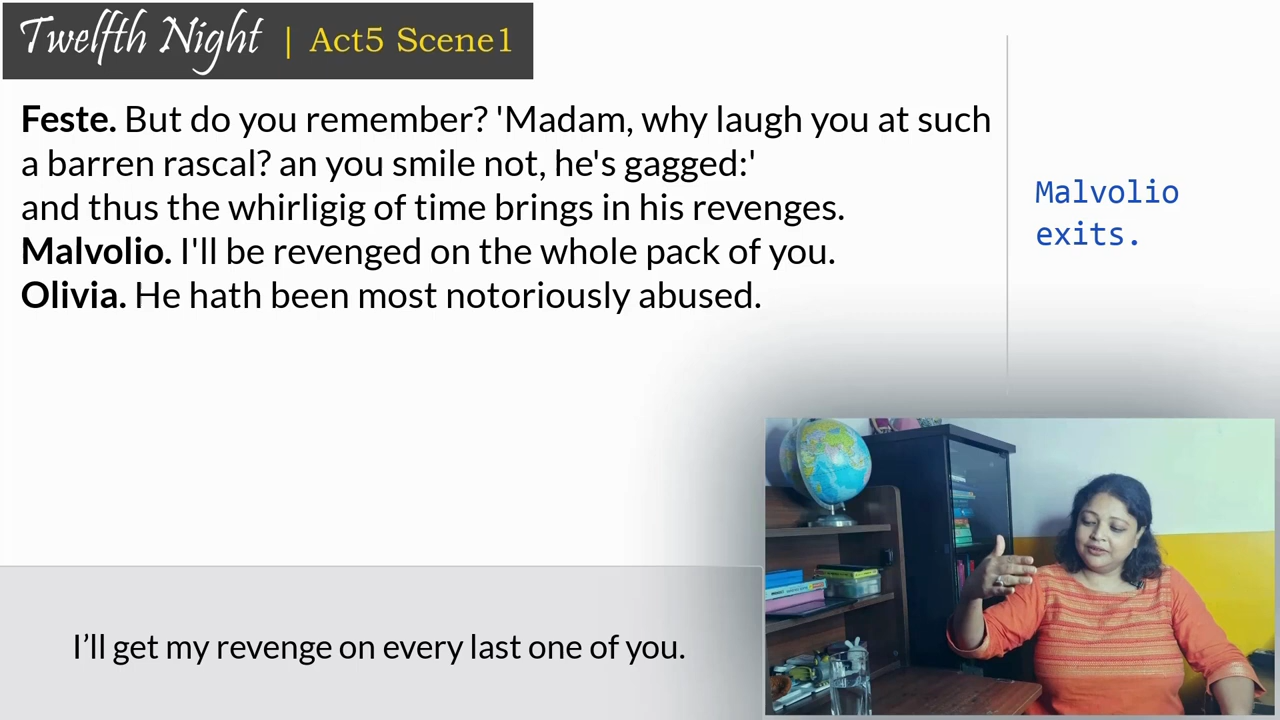 Twelfth Night | Act5 Scene1
Feste. But do you remember? 'Madam, why laugh you at such
a barren rascal? an you smile not, he's gagged:'
and thus the whirligig of time brings in his revenges.
Malvolio. I'll be revenged on the whole pack of you.
Olivia. He hath been most notoriously abused.
Malvolio
exits.
I’ll get my revenge on every last one of you.